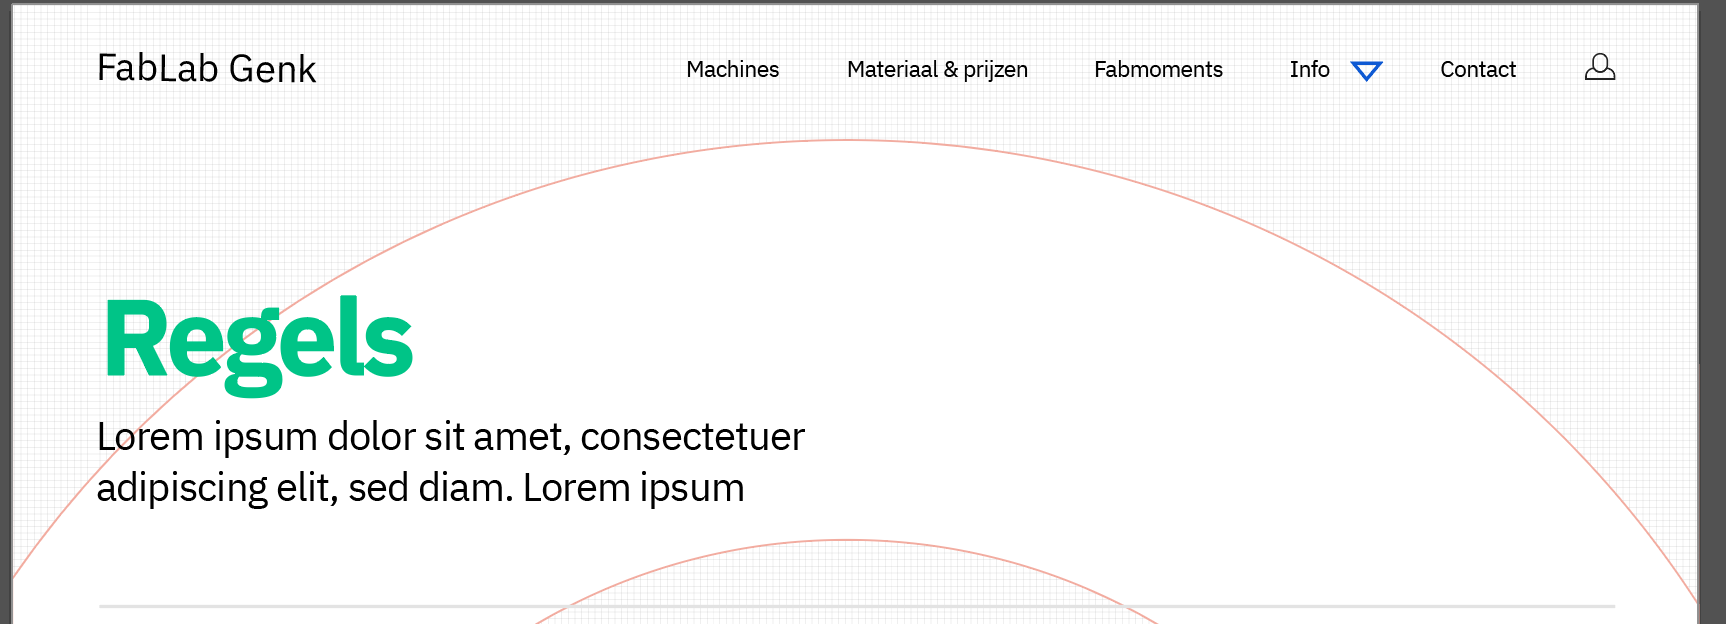 FabLab Genk
Machines
Materiaal & prijzen
Fabmoments
Info
Contact
Regels
Lorem ipsum dolor sit amet, consectetuer
adipiscing elit, sed diam. Lorem ipsum